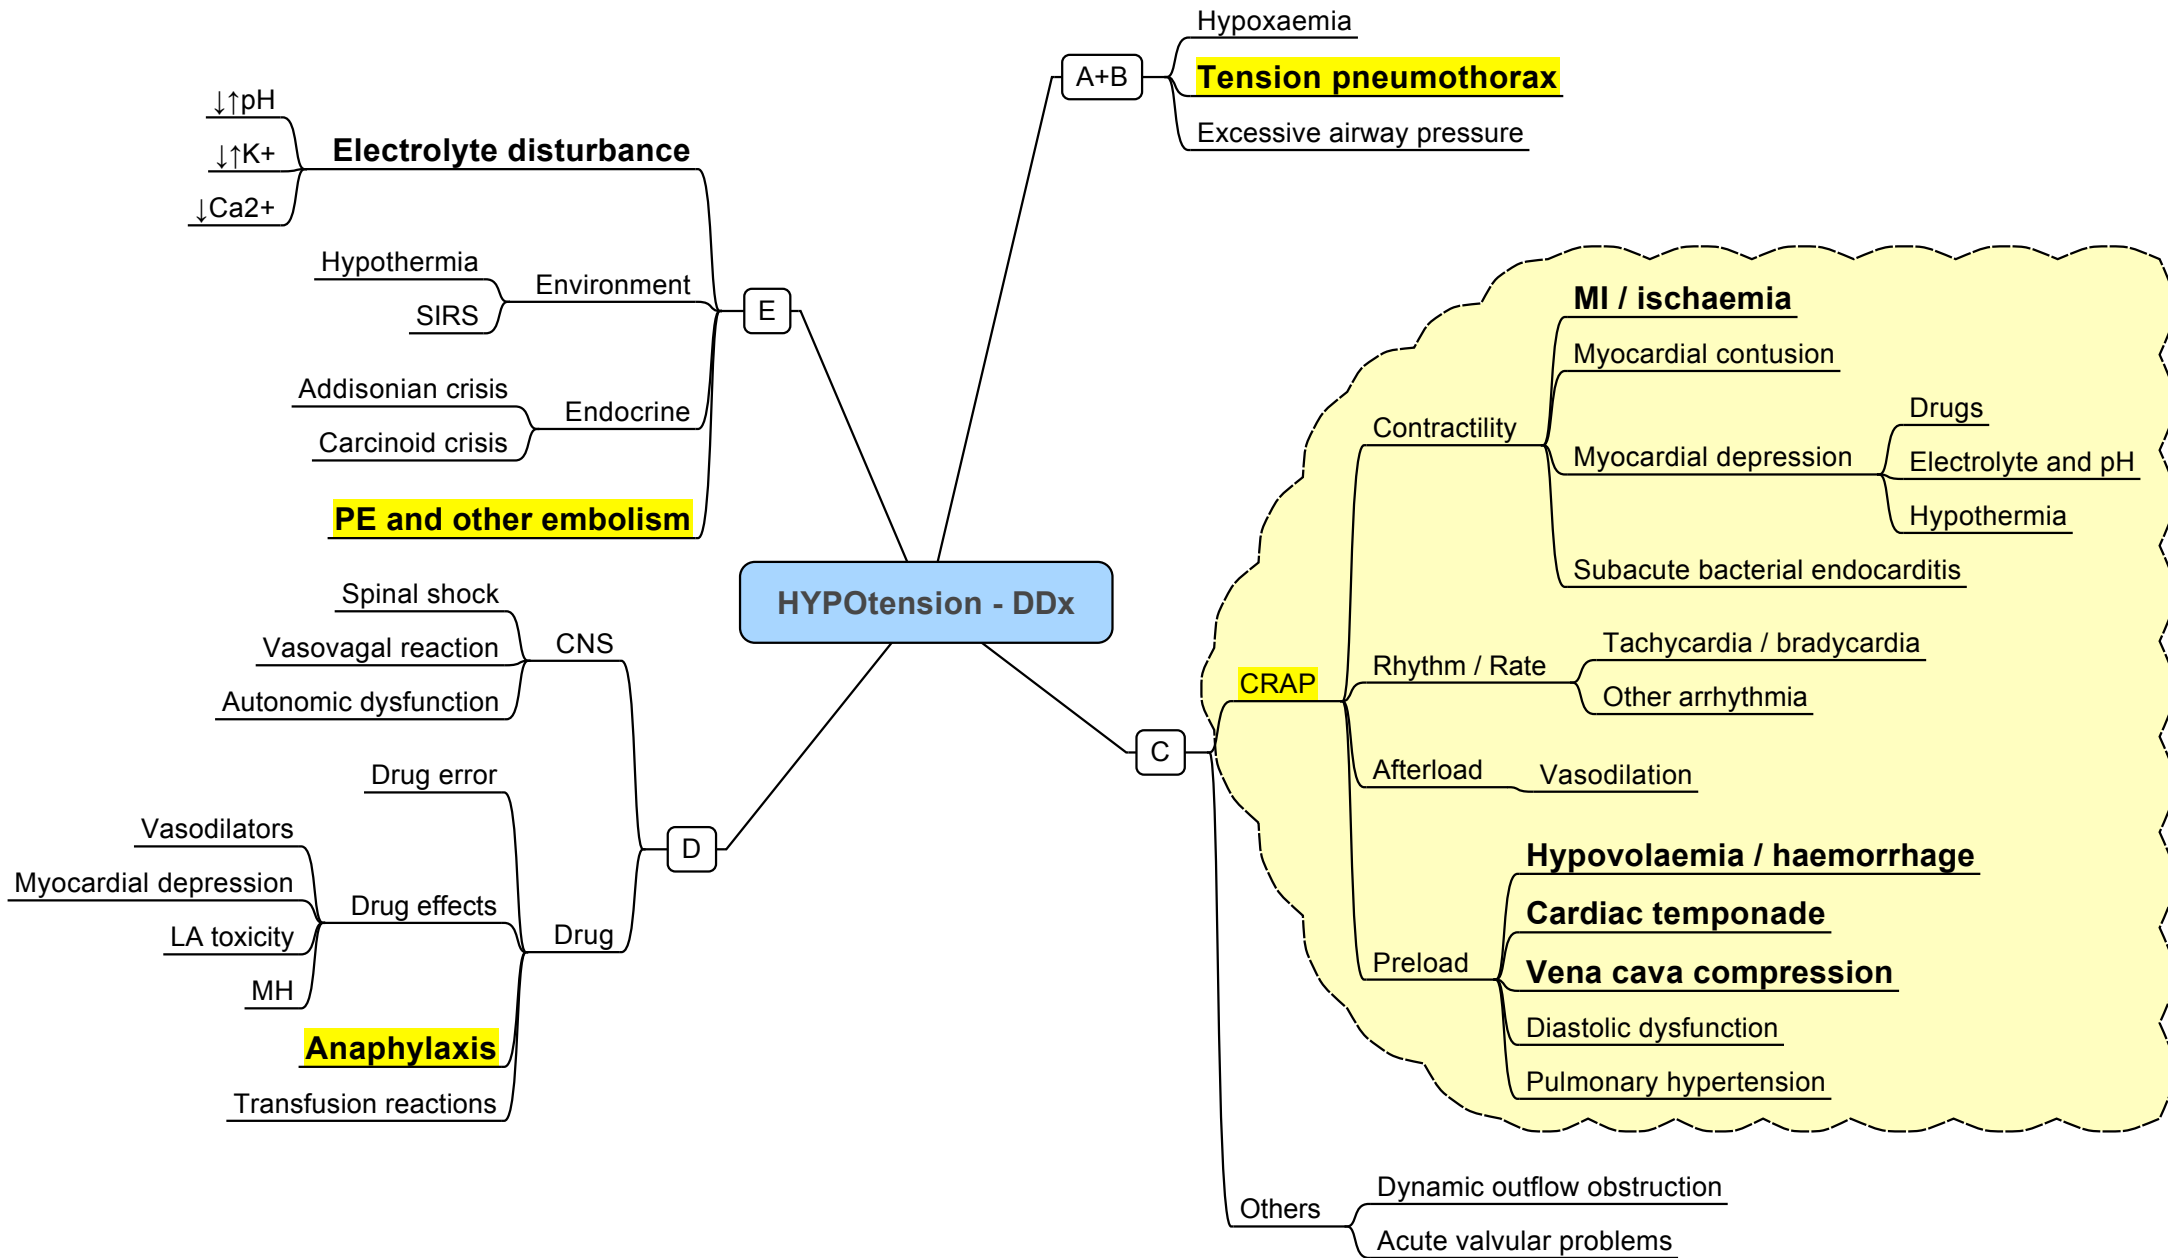 HYPOtension - DDx
A+B
Hypoxaemia
Tension pneumothorax
Excessive airway pressure
C
CRAP
Contractility
MI / ischaemia
Myocardial contusion
Myocardial depression
Drugs
Electrolyte and pH
Hypothermia
Subacute bacterial endocarditis
Rhythm / Rate
Tachycardia / bradycardia
Other arrhythmia
Afterload
Vasodilation
Preload
Hypovolaemia / haemorrhage
Cardiac temponade
Vena cava compression
Diastolic dysfunction
Pulmonary hypertension
Others
Dynamic outflow obstruction
Acute valvular problems
D
CNS
Spinal shock
Vasovagal reaction
Autonomic dysfunction
Drug
Drug error
Drug effects
Vasodilators
Myocardial depression
LA toxicity
MH
Anaphylaxis
Transfusion reactions
E
Electrolyte disturbance
↓↑pH
↓↑K+
↓Ca2+
Environment
Hypothermia
SIRS
Endocrine
Addisonian crisis
Carcinoid crisis
PE and other embolism